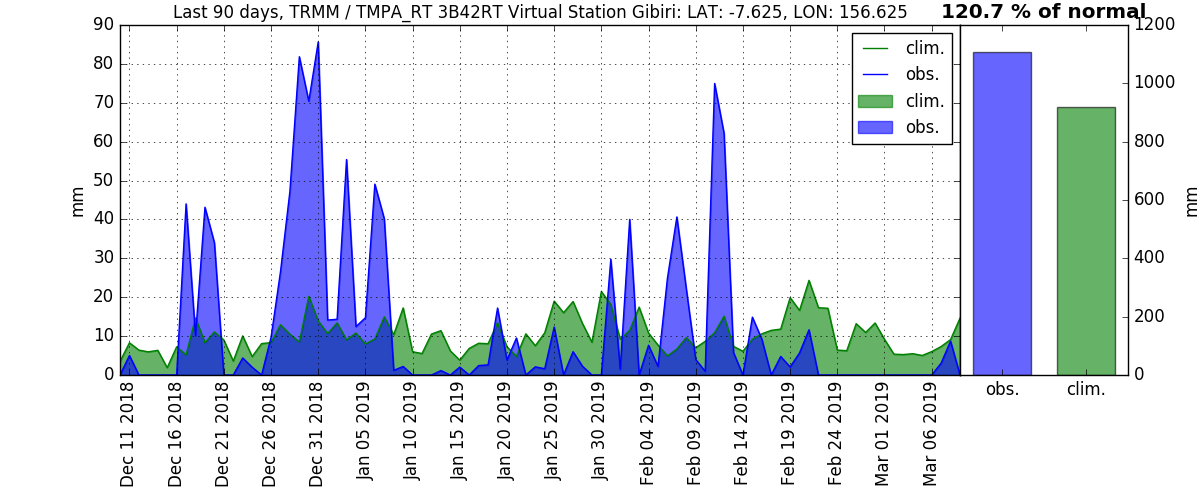 Last 90 days, TRMM / TMPA_RT 3B42RT Virtual Station Gibiri: LAT: -7.625, LON: 156.625
120.7 % of normal
90
80
70
60
50
40
30
20
10
0
mm
clim.
obs.
clim.
obs.
Dec 11 2018
Dec 16 2018
Dec 21 2018
Dec 26 2018
Dec 31 2018
Jan 05 2019
Jan 10 2019
Jan 15 2019
Jan 20 2019
Jan 25 2019
Jan 30 2019
Feb 04 2019
Feb 09 2019
Feb 14 2019
Feb 19 2019
Feb 24 2019
Mar 01 2019
Mar 06 2019
1200
1000
800
600
400
200
0
mm
obs.
clim.